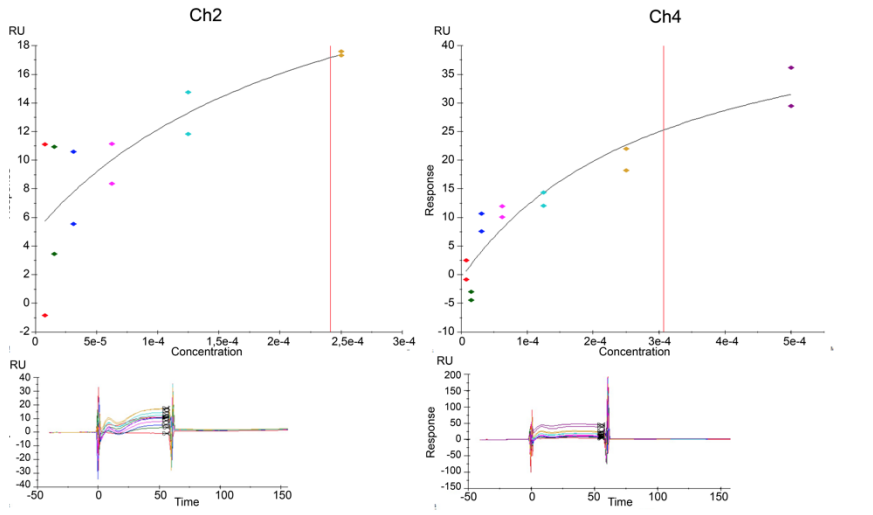 Ch2
Ch4
RU
18
16
14
12
10
8
6
4
2
0
-2
0
5e-5
1e-4
1,5e-4
2e-4
2,5e-4
3e-4
Concentration
RU
40
35
30
25
20
15
10
5
0
-5
-10
Response
0
1e-4
2e-4
3e-4
4e-4
5e-4
Concentration
RU
40
30
20
10
0
-10
-20
-30
-40
-50
0
50
100
150
Time
RU
200
150
100
50
0
-50
-100
-150
Response
-50
0
50
100
150
Time